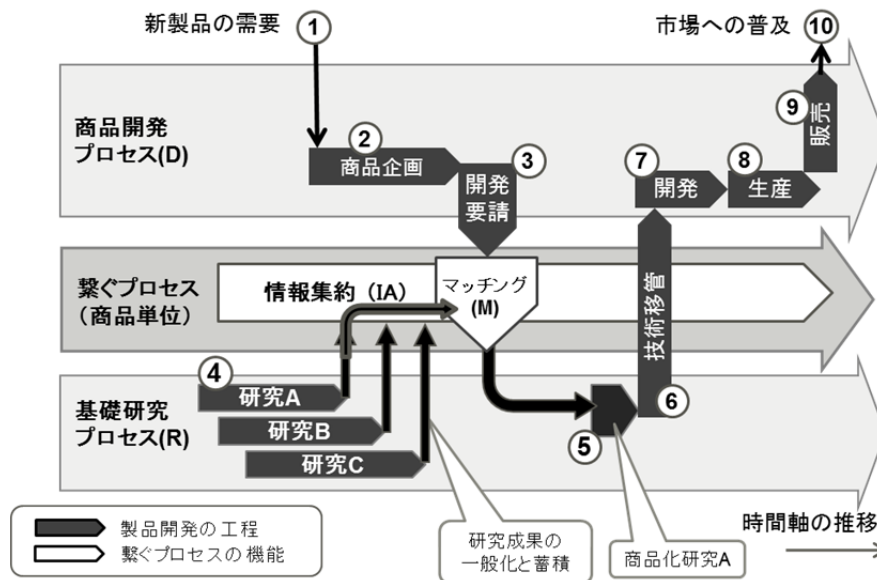 新製品の需要
1
市場への普及
10
商品開発
プロセス(D)
2
商品企画
3
開発
要請
7
開発
8
生産
9
販売
繋ぐプロセス
（商品単位）
情報集約（IA）
マッチング
(M)
技術移管
基礎研究
プロセス(R)
4
研究A
研究B
研究C
5
6
製品開発の工程
繋ぐプロセスの機能
研究成果の
一般化と蓄積
商品化研究A
時間軸の推移